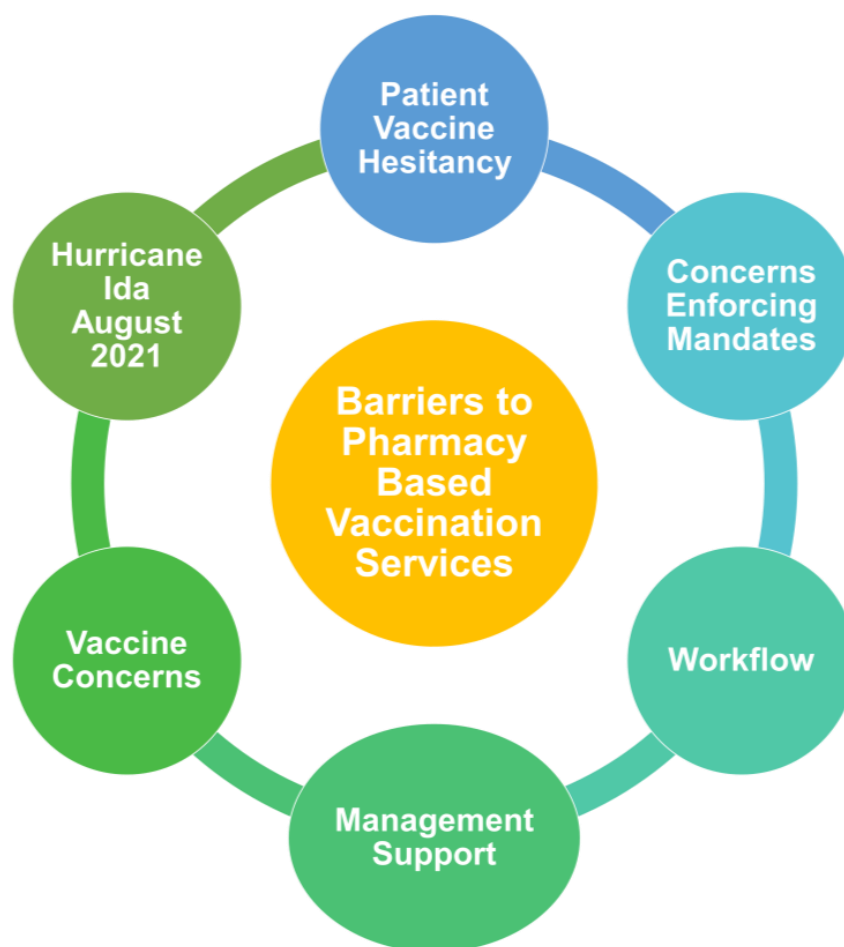 Patient
Vaccine
Hesitancy
Concerns
Enforcing
Mandates
Workflow
Management
Support
Vaccine
Concerns
Hurricane
Ida
August
2021
Barriers to
Pharmacy
Based
Vaccination
Services